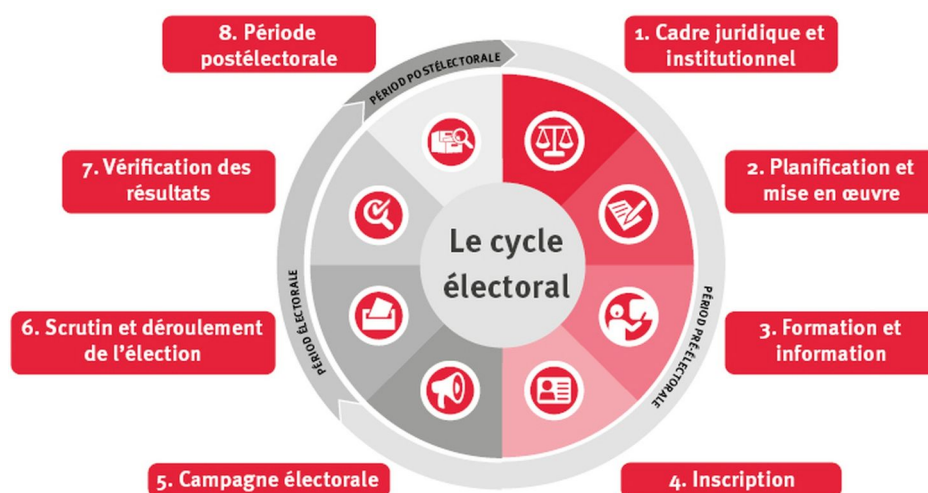 Le cycle
électoral
1. Cadre juridique et
institutionnel
2. Planification et
mise en œuvre
3. Formation et
information
4. Inscription
5. Campagne électorale
6. Scrutin et déroulement
de l'élection
7. Vérification des
résultats
8. Période
postélectorale
PÉRIOD PRÉ-ÉLECTORALE
PÉRIOD ÉLECTORALE
PÉRIOD POSTÉLECTORALE